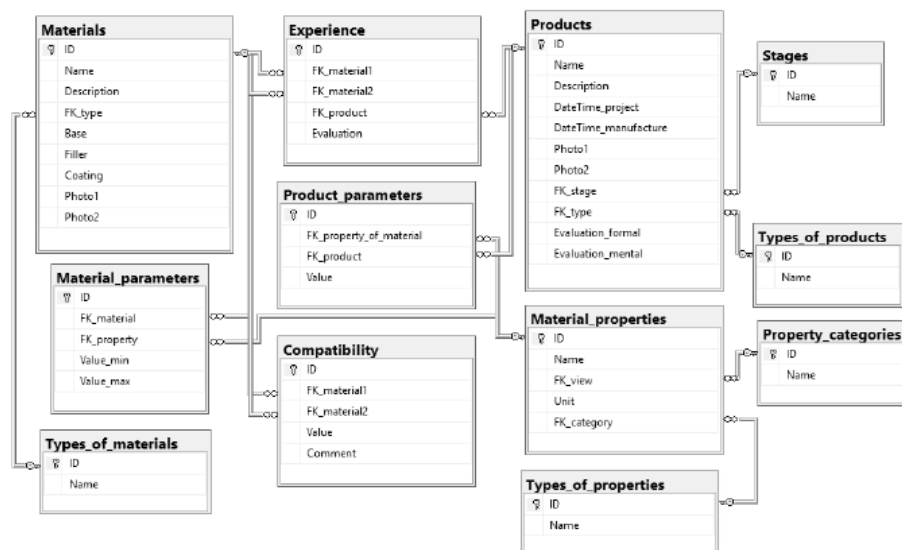 Materials
ID
Name
Description
FK_type
Base
Filler
Coating
Photo1
Photo2
Experience
ID
FK_material1
FK_material2
FK_product
Evaluation
Products
ID
Name
Description
DateTime_project
DateTime_manufacture
Photo1
Photo2
FK_stage
FK_type
Evaluation_formal
Evaluation_mental
Stages
ID
Name
Product_parameters
ID
FK_property_of_material
FK_product
Value
Types_of_products
ID
Name
Material_parameters
ID
FK_material
FK_property
Value_min
Value_max
Compatibility
ID
FK_material1
FK_material2
Value
Comment
Material_properties
ID
Name
FK_view
Unit
FK_category
Property_categories
ID
Name
Types_of_materials
ID
Name
Types_of_properties
ID
Name